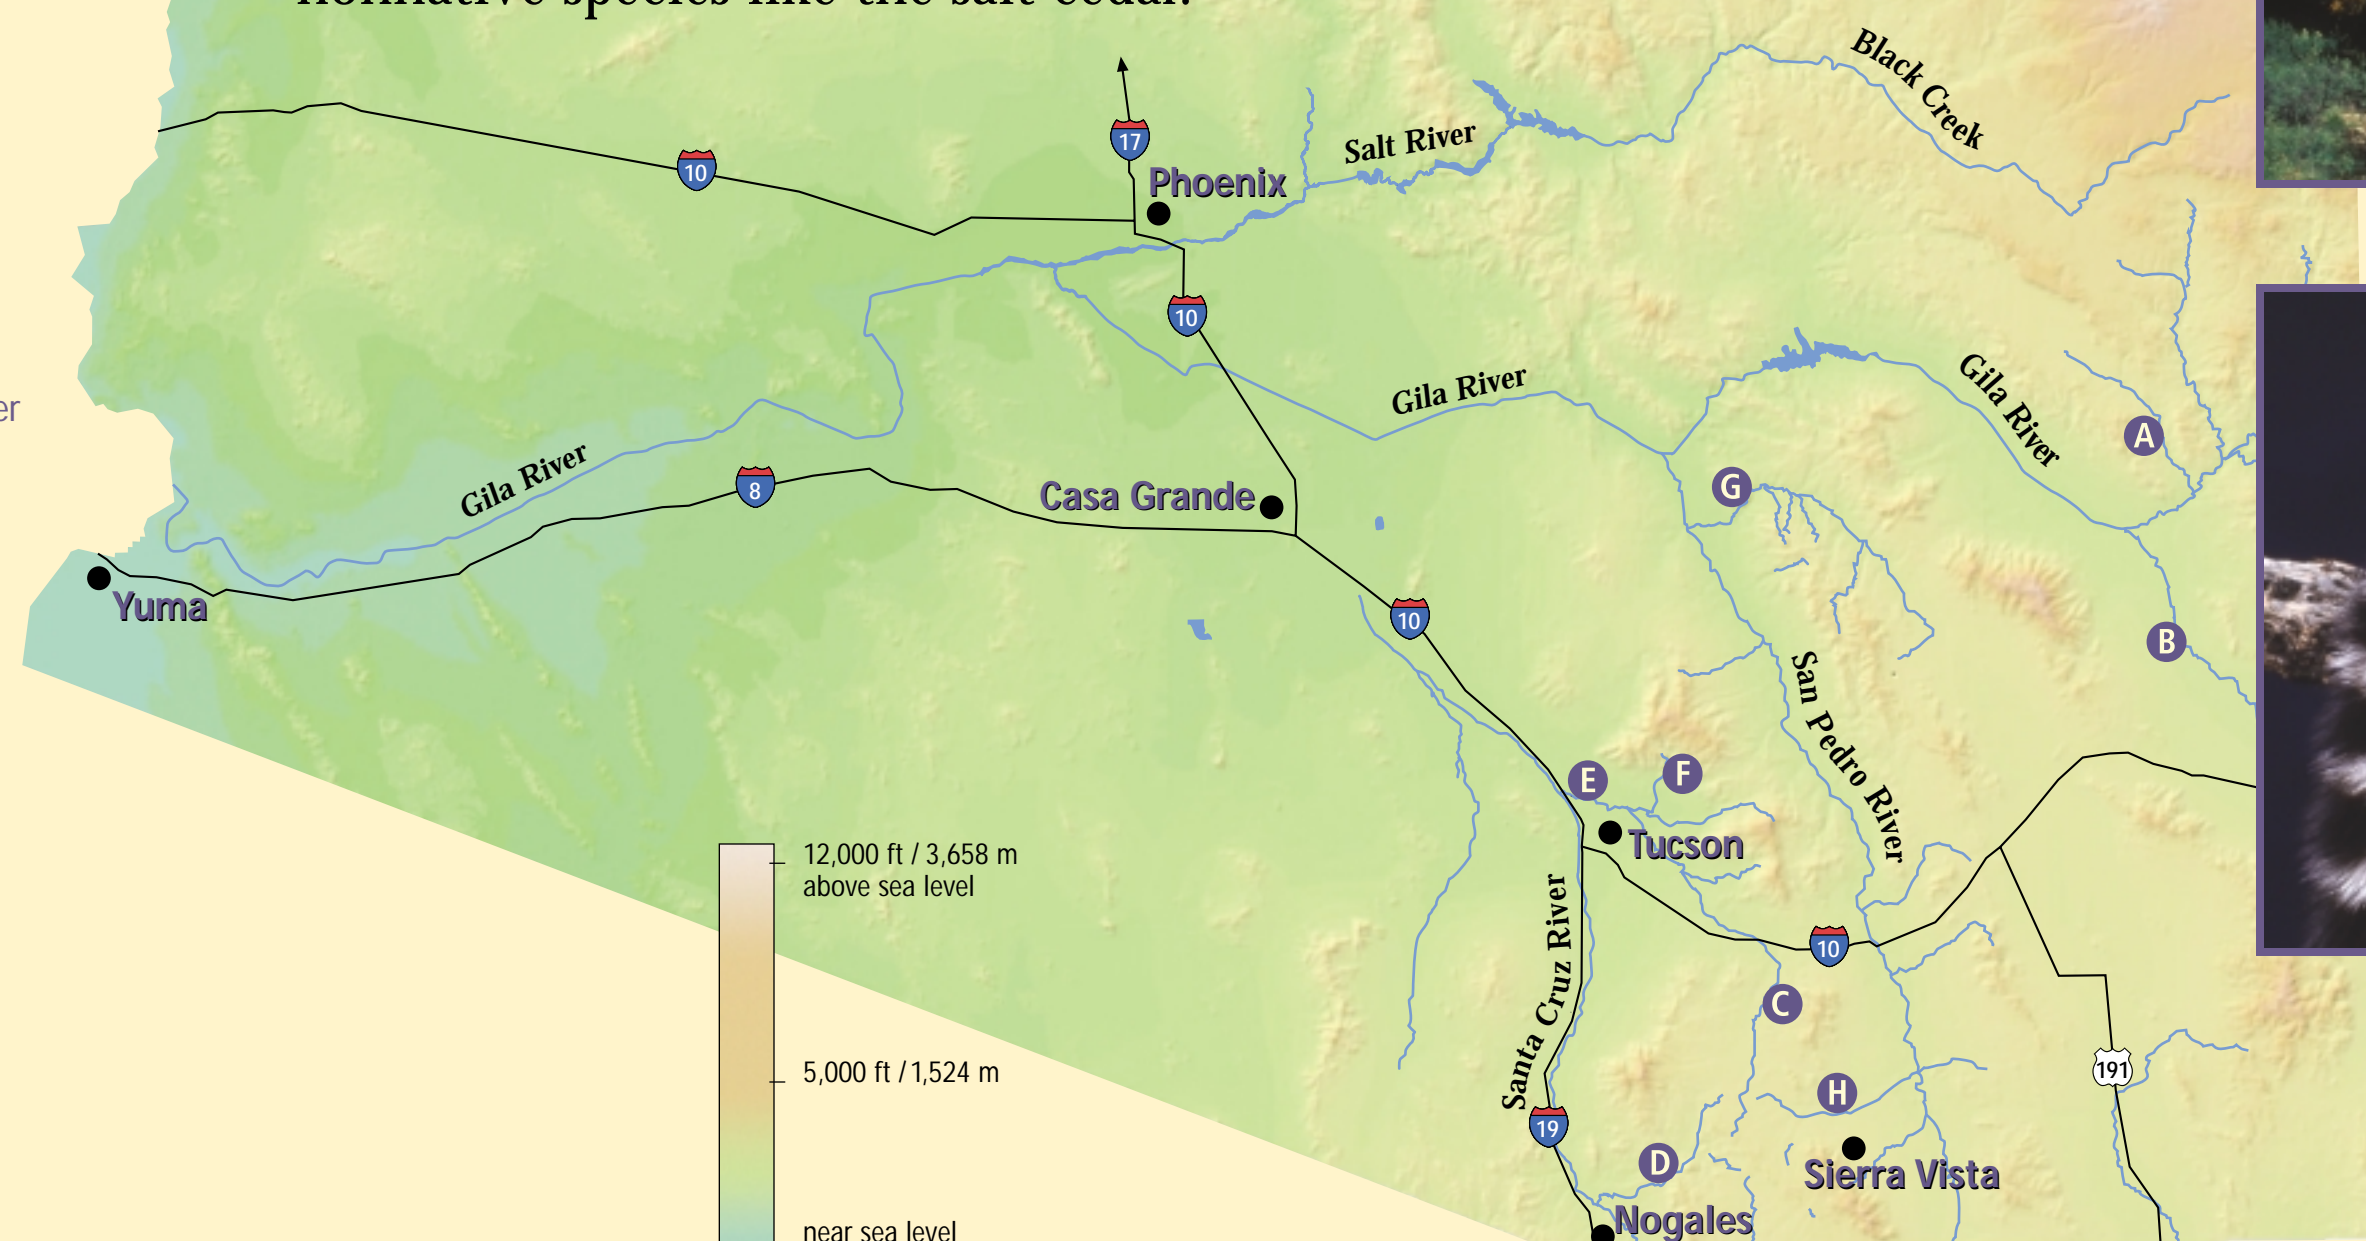 nonnative species like the salt cedar.
Black Creek
17
Salt River
10
Phoenix
10
Gila River
Gila River
er
A
Gila River
G
8
Casa Grande
10
Yuma
B
San Pedro River
E
F
Tucson
12,000 ft / 3,658 m
above sea level
Santa Cruz River
10
C
5,000 ft / 1,524 m
191
H
19
D
Sierra Vista
Nogales
near sea level